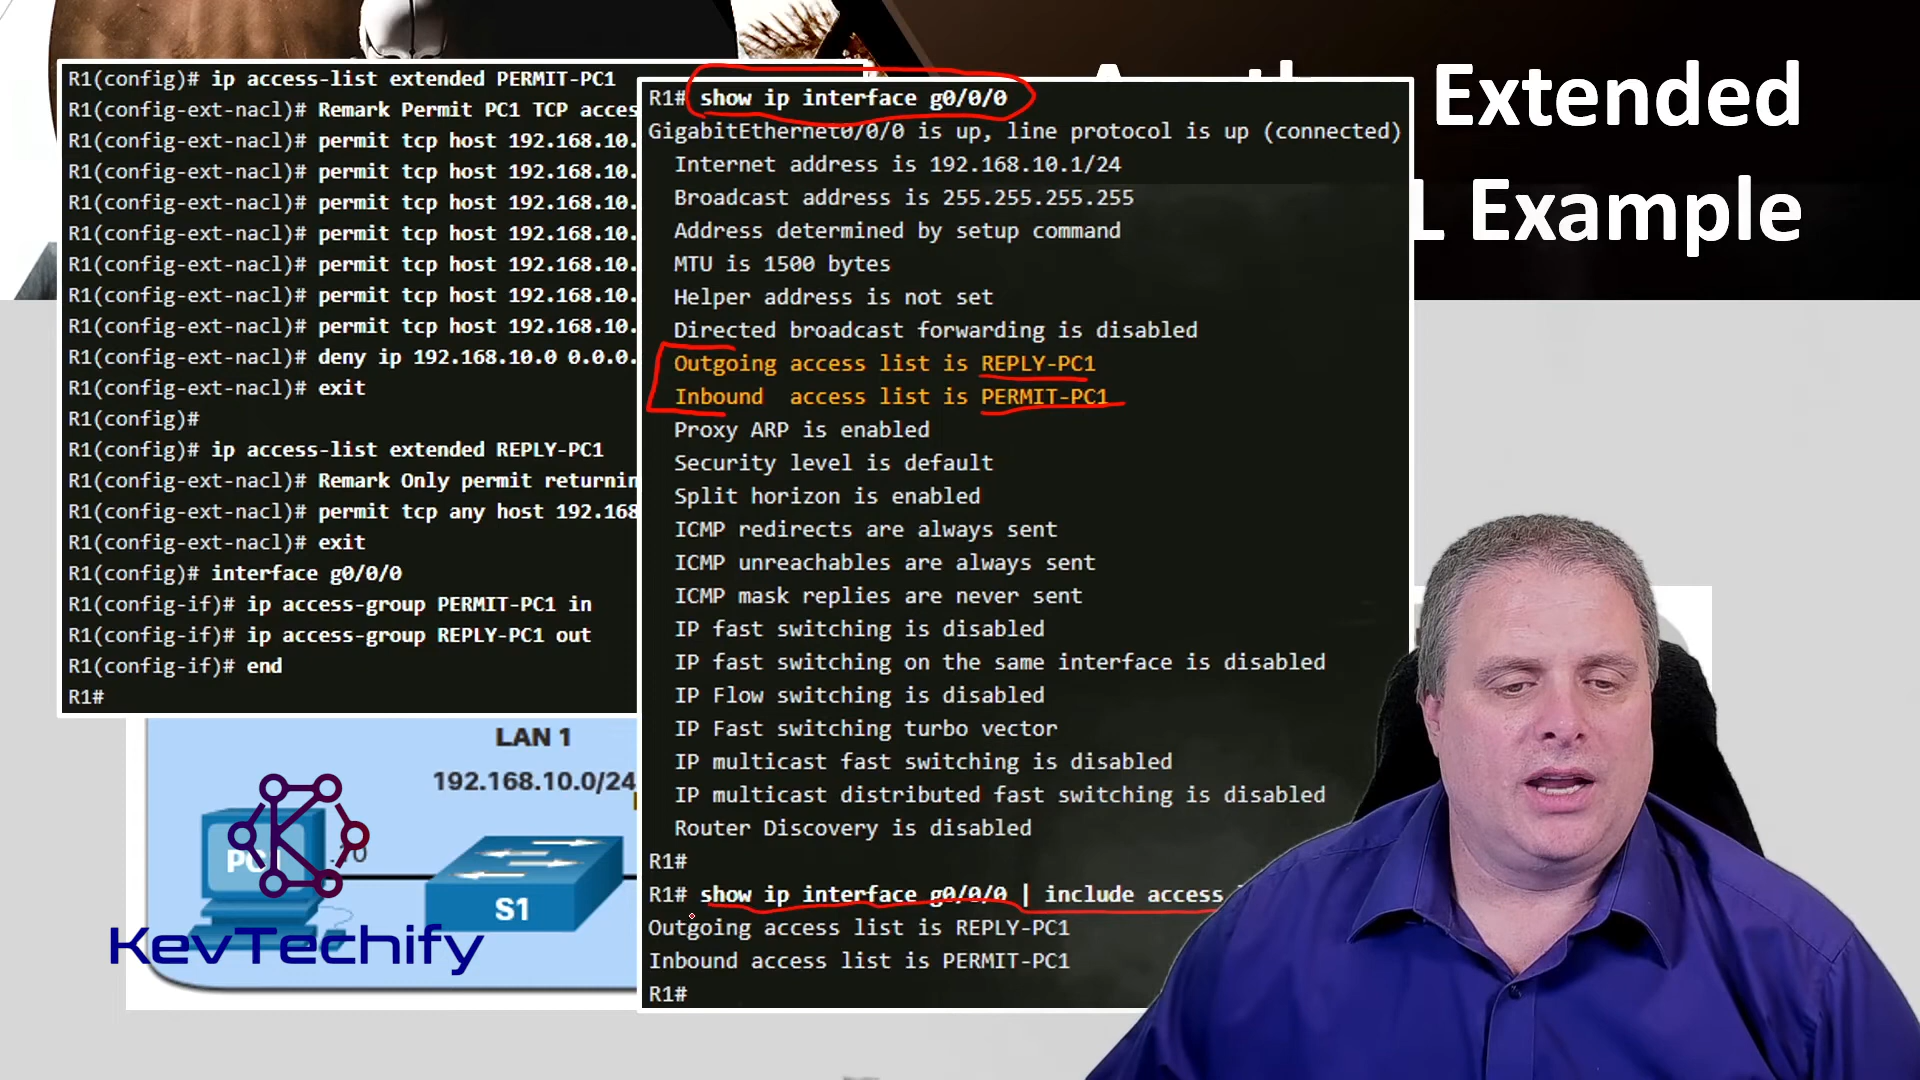 Extended
Example
R1(config)# ip access-list extended PERMIT-PC1
R1(config-ext-nacl)# Remark Permit PC1 TCP acces
R1(config-ext-nacl)# permit tcp host 192.168.10.
R1(config-ext-nacl)# permit tcp host 192.168.10.
R1(config-ext-nacl)# permit tcp host 192.168.10.
R1(config-ext-nacl)# permit tcp host 192.168.10.
R1(config-ext-nacl)# permit tcp host 192.168.10.
R1(config-ext-nacl)# permit tcp host 192.168.10.
R1(config-ext-nacl)# permit tcp host 192.168.10.
R1(config-ext-nacl)# deny ip 192.168.10.0 0.0.0.
R1(config-ext-nacl)# exit
R1(config)#
R1(config)# ip access-list extended REPLY-PC1
R1(config-ext-nacl)# Remark Only permit returnin
R1(config-ext-nacl)# permit tcp any host 192.168
R1(config-ext-nacl)# exit
R1(config)# interface g0/0/0
R1(config-if)# ip access-group PERMIT-PC1 in
R1(config-if)# ip access-group REPLY-PC1 out
R1(config-if)# end
R1#
R1# show ip interface g0/0/0
GigabitEthernet0/0/0 is up, line protocol is up (connected)
Internet address is 192.168.10.1/24
Broadcast address is 255.255.255.255
Address determined by setup command
MTU is 1500 bytes
Helper address is not set
Directed broadcast forwarding is disabled
Outgoing access list is REPLY-PC1
Inbound access list is PERMIT-PC1
Proxy ARP is enabled
Security level is default
Split horizon is enabled
ICMP redirects are always sent
ICMP unreachables are always sent
ICMP mask replies are never sent
IP fast switching is disabled
IP fast switching on the same interface is disabled
IP Flow switching is disabled
IP Fast switching turbo vector
IP multicast fast switching is disabled
IP multicast distributed fast switching is disabled
Router Discovery is disabled
R1#
R1# show ip interface g0/0/0 | include access
Outgoing access list is REPLY-PC1
Inbound access list is PERMIT-PC1
R1#
LAN 1
192.168.10.0/24
.10
S1
KevTechify